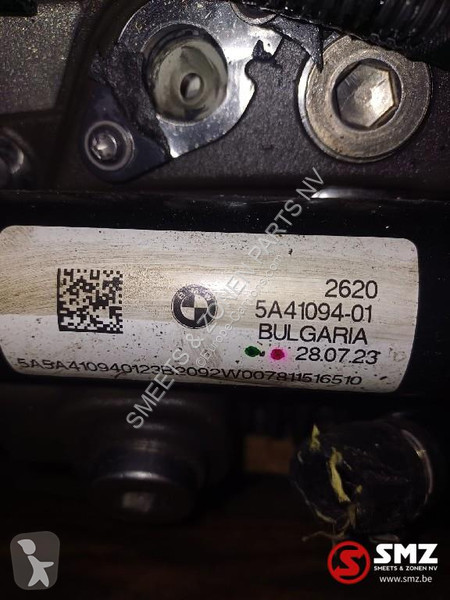 2620
5A41094-01
BULGARIA
28.07.23
5A5A410940123B2092W007811516510
SMEETS & ZONEN PARTS NV
SMZ
SMEETS & ZONEN NV
www.smz.be